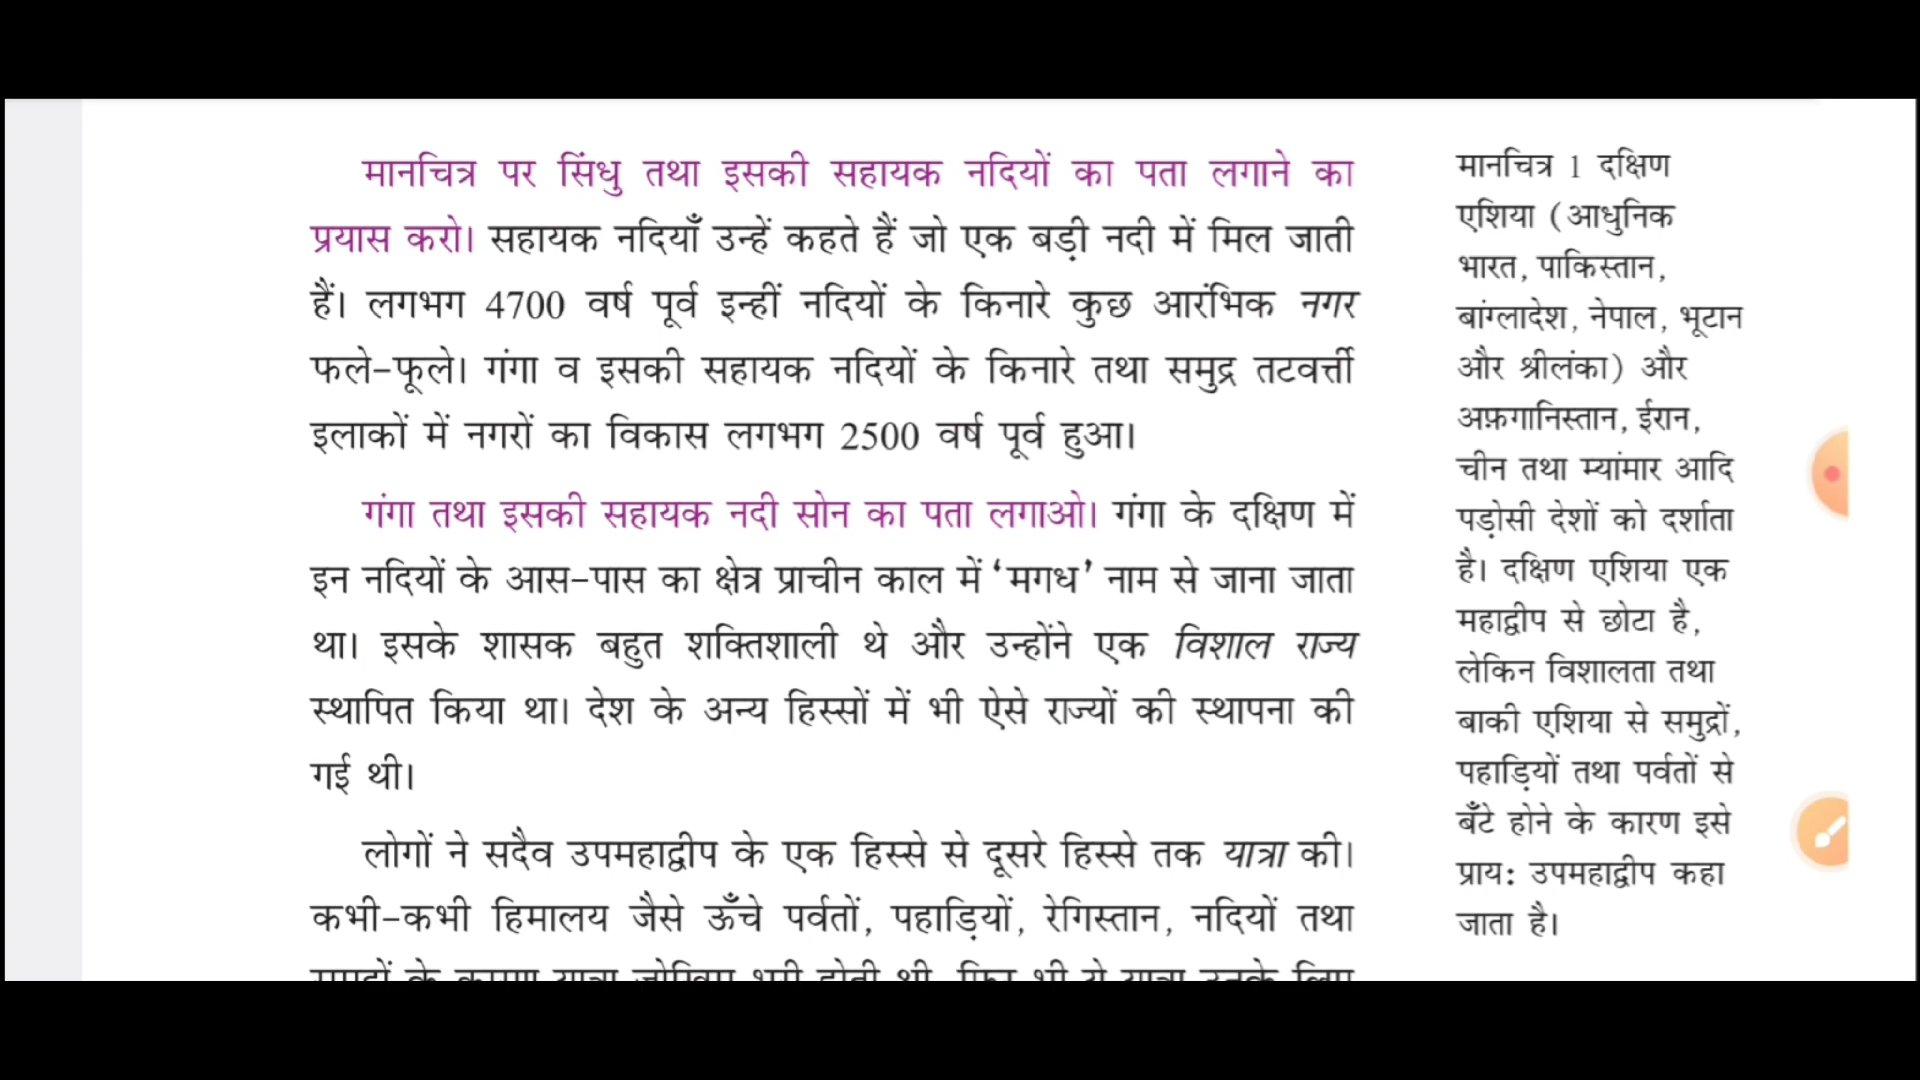 मानचित्र पर सिंधु तथा इसकी सहायक नदियों का पता लगाने का
प्रयास करो। सहायक नदियाँ उन्हें कहते हैं जो एक बड़ी नदी में मिल जाती
हैं। लगभग 4700 वर्ष पूर्व इन्हीं नदियों के किनारे कुछ आरंभिक नगर
फले-फूले। गंगा व इसकी सहायक नदियों के किनारे तथा समुद्र तटवर्त्ती
इलाकों में नगरों का विकास लगभग 2500 वर्ष पूर्व हुआ।
गंगा तथा इसकी सहायक नदी सोन का पता लगाओ। गंगा के दक्षिण में
इन नदियों के आस-पास का क्षेत्र प्राचीन काल में ‘मगध’ नाम से जाना जाता
था। इसके शासक बहुत शक्तिशाली थे और उन्होंने एक विशाल राज्य
स्थापित किया था। देश के अन्य हिस्सों में भी ऐसे राज्यों की स्थापना की
गई थी।
लोगों ने सदैव उपमहाद्वीप के एक हिस्से से दूसरे हिस्से तक यात्रा की।
कभी-कभी हिमालय जैसे ऊँचे पर्वतों, पहाड़ियों, रेगिस्तान, नदियों तथा
मानचित्र 1 दक्षिण
एशिया (आधुनिक
भारत, पाकिस्तान,
बांग्लादेश, नेपाल, भूटान
और श्रीलंका) और
अफ़गानिस्तान, ईरान,
चीन तथा म्यांमार आदि
पड़ोसी देशों को दर्शाता
है। दक्षिण एशिया एक
महाद्वीप से छोटा है,
लेकिन विशालता तथा
बाकी एशिया से समुद्रों,
पहाड़ियों तथा पर्वतों से
बँटे होने के कारण इसे
प्राय: उपमहाद्वीप कहा
जाता है।